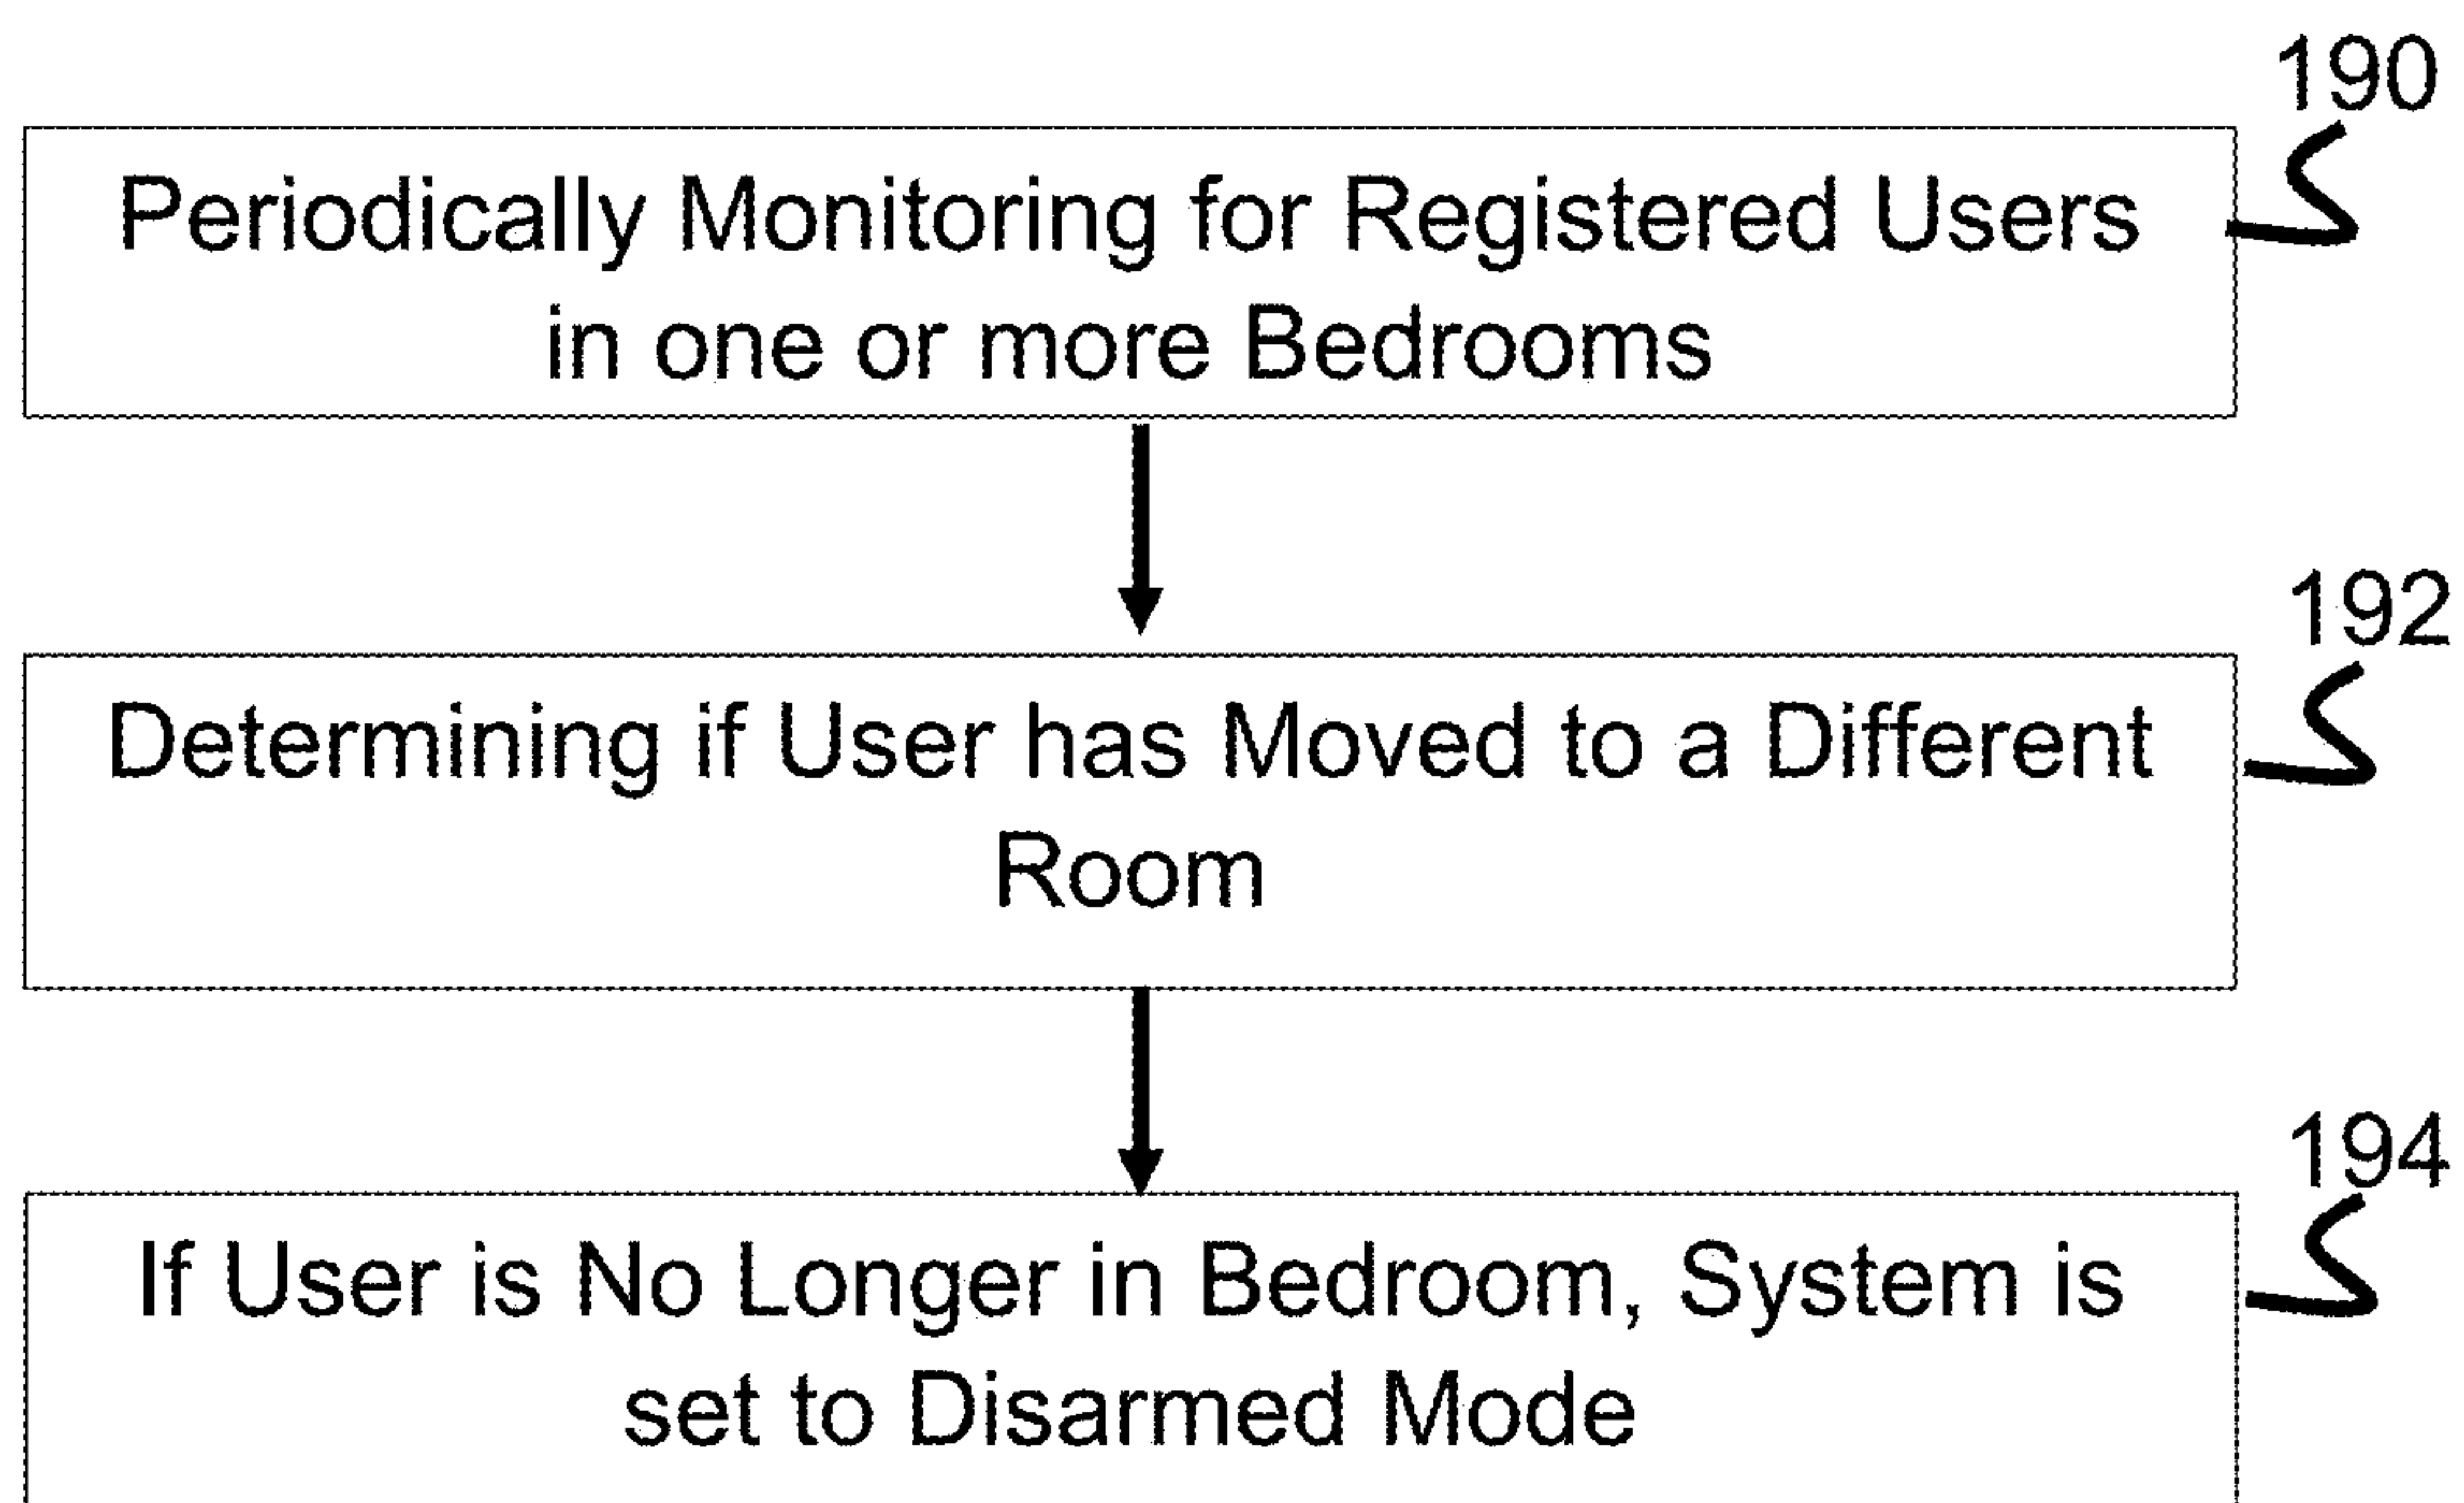 190
Periodically Monitoring for Registered Users
in one or more Bedrooms
192
Determining if User has Moved to a Different
Room
194
If User is No Longer in Bedroom, System is
set to Disarmed Mode